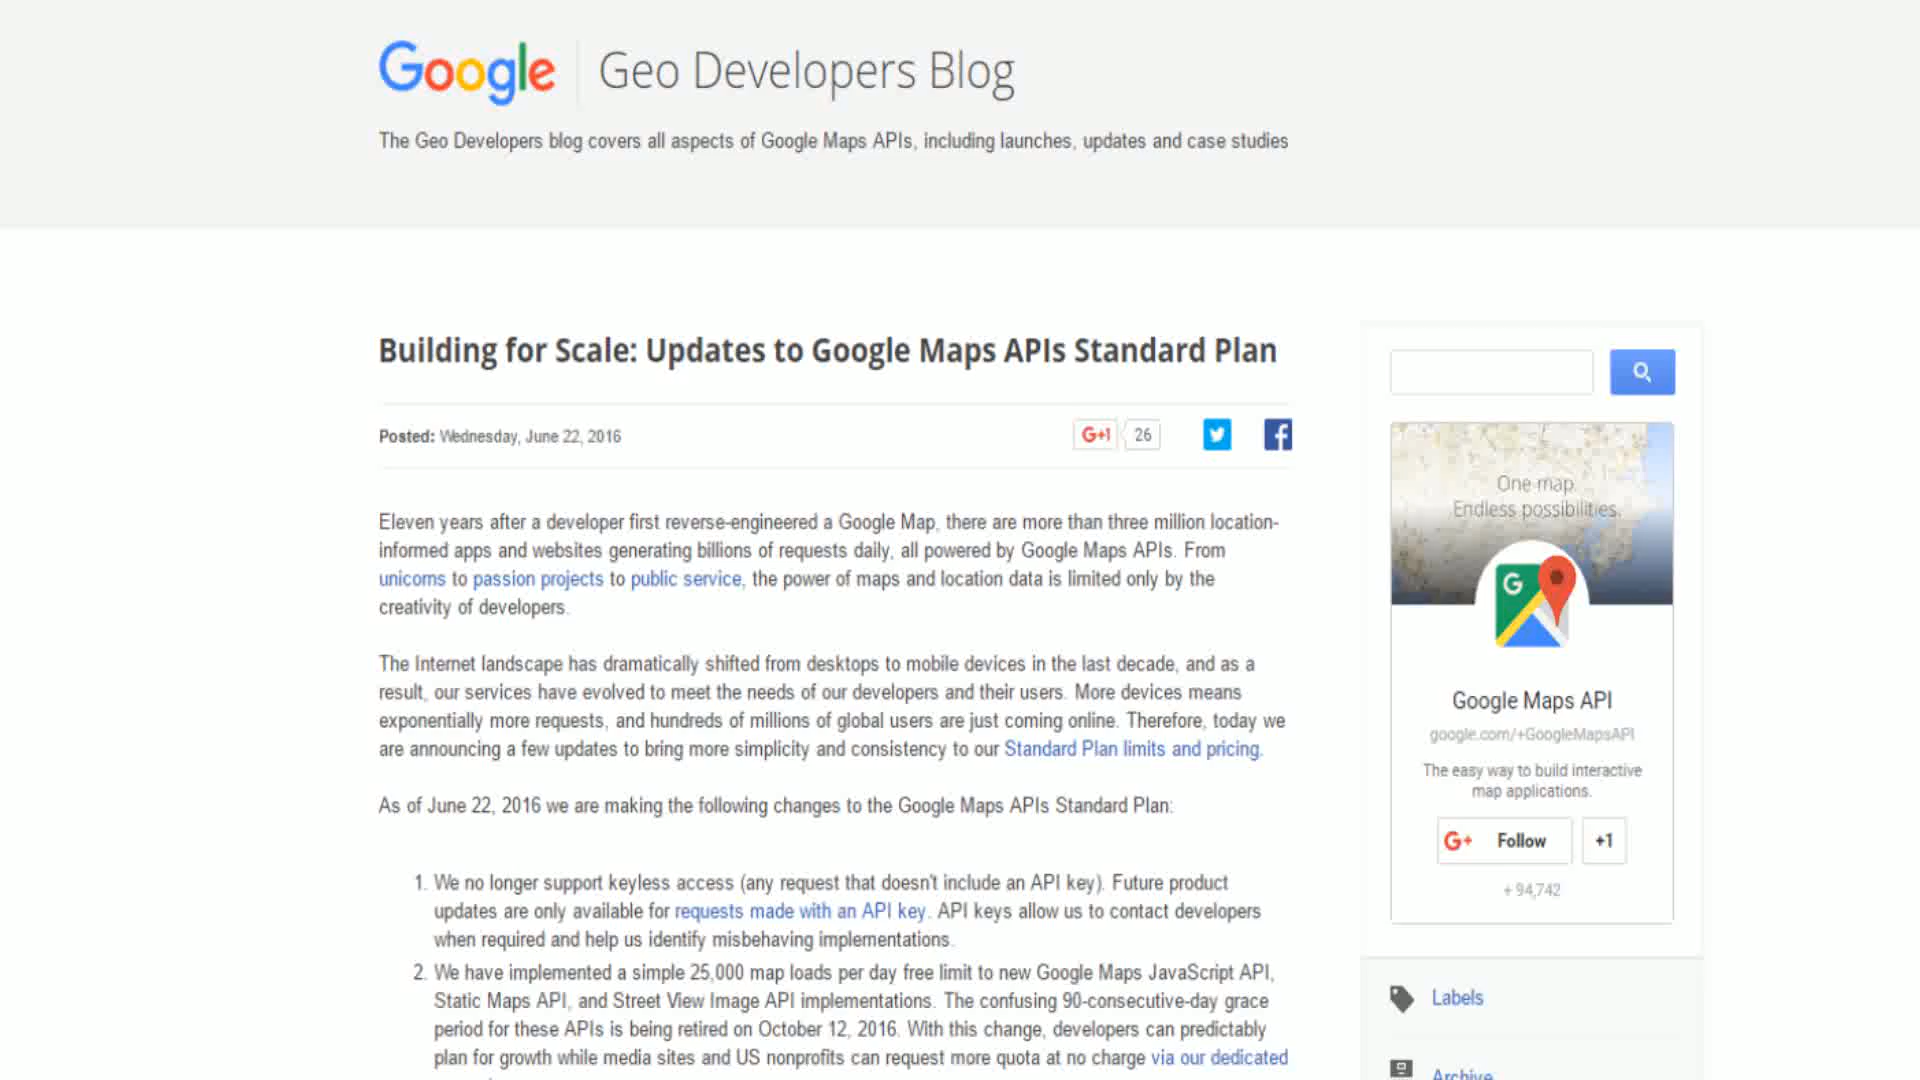 Google Geo Developers Blog
The Geo Developers blog covers all aspects of Google Maps APIs, including launches, updates and case studies
Building for Scale: Updates to Google Maps APIs Standard Plan
Posted: Wednesday, June 22, 2016
G+1 26
Eleven years after a developer first reverse-engineered a Google Map, there are more than three million location-
informed apps and websites generating billions of requests daily, all powered by Google Maps APIs. From
unicorns to passion projects to public service, the power of maps and location data is limited only by the
creativity of developers.
The Internet landscape has dramatically shifted from desktops to mobile devices in the last decade, and as a
result, our services have evolved to meet the needs of our developers and their users. More devices means
exponentially more requests, and hundreds of millions of global users are just coming online. Therefore, today we
are announcing a few updates to bring more simplicity and consistency to our Standard Plan limits and pricing.
As of June 22, 2016 we are making the following changes to the Google Maps APIs Standard Plan:
1. We no longer support keyless access (any request that doesn't include an API key). Future product
updates are only available for requests made with an API key. API keys allow us to contact developers
when required and help us identify misbehaving implementations.
2. We have implemented a simple 25,000 map loads per day free limit to new Google Maps JavaScript API,
Static Maps API, and Street View Image API implementations. The confusing 90-consecutive-day grace
period for these APIs is being retired on October 12, 2016. With this change, developers can predictably
plan for growth while media sites and US nonprofits can request more quota at no charge via our dedicated
One map.
Endless possibilities.
G
Google Maps API
google.com/+GoogleMapsAPI
The easy way to build interactive
map applications.
G+ Follow +1
+ 94,742
Labels
Archive